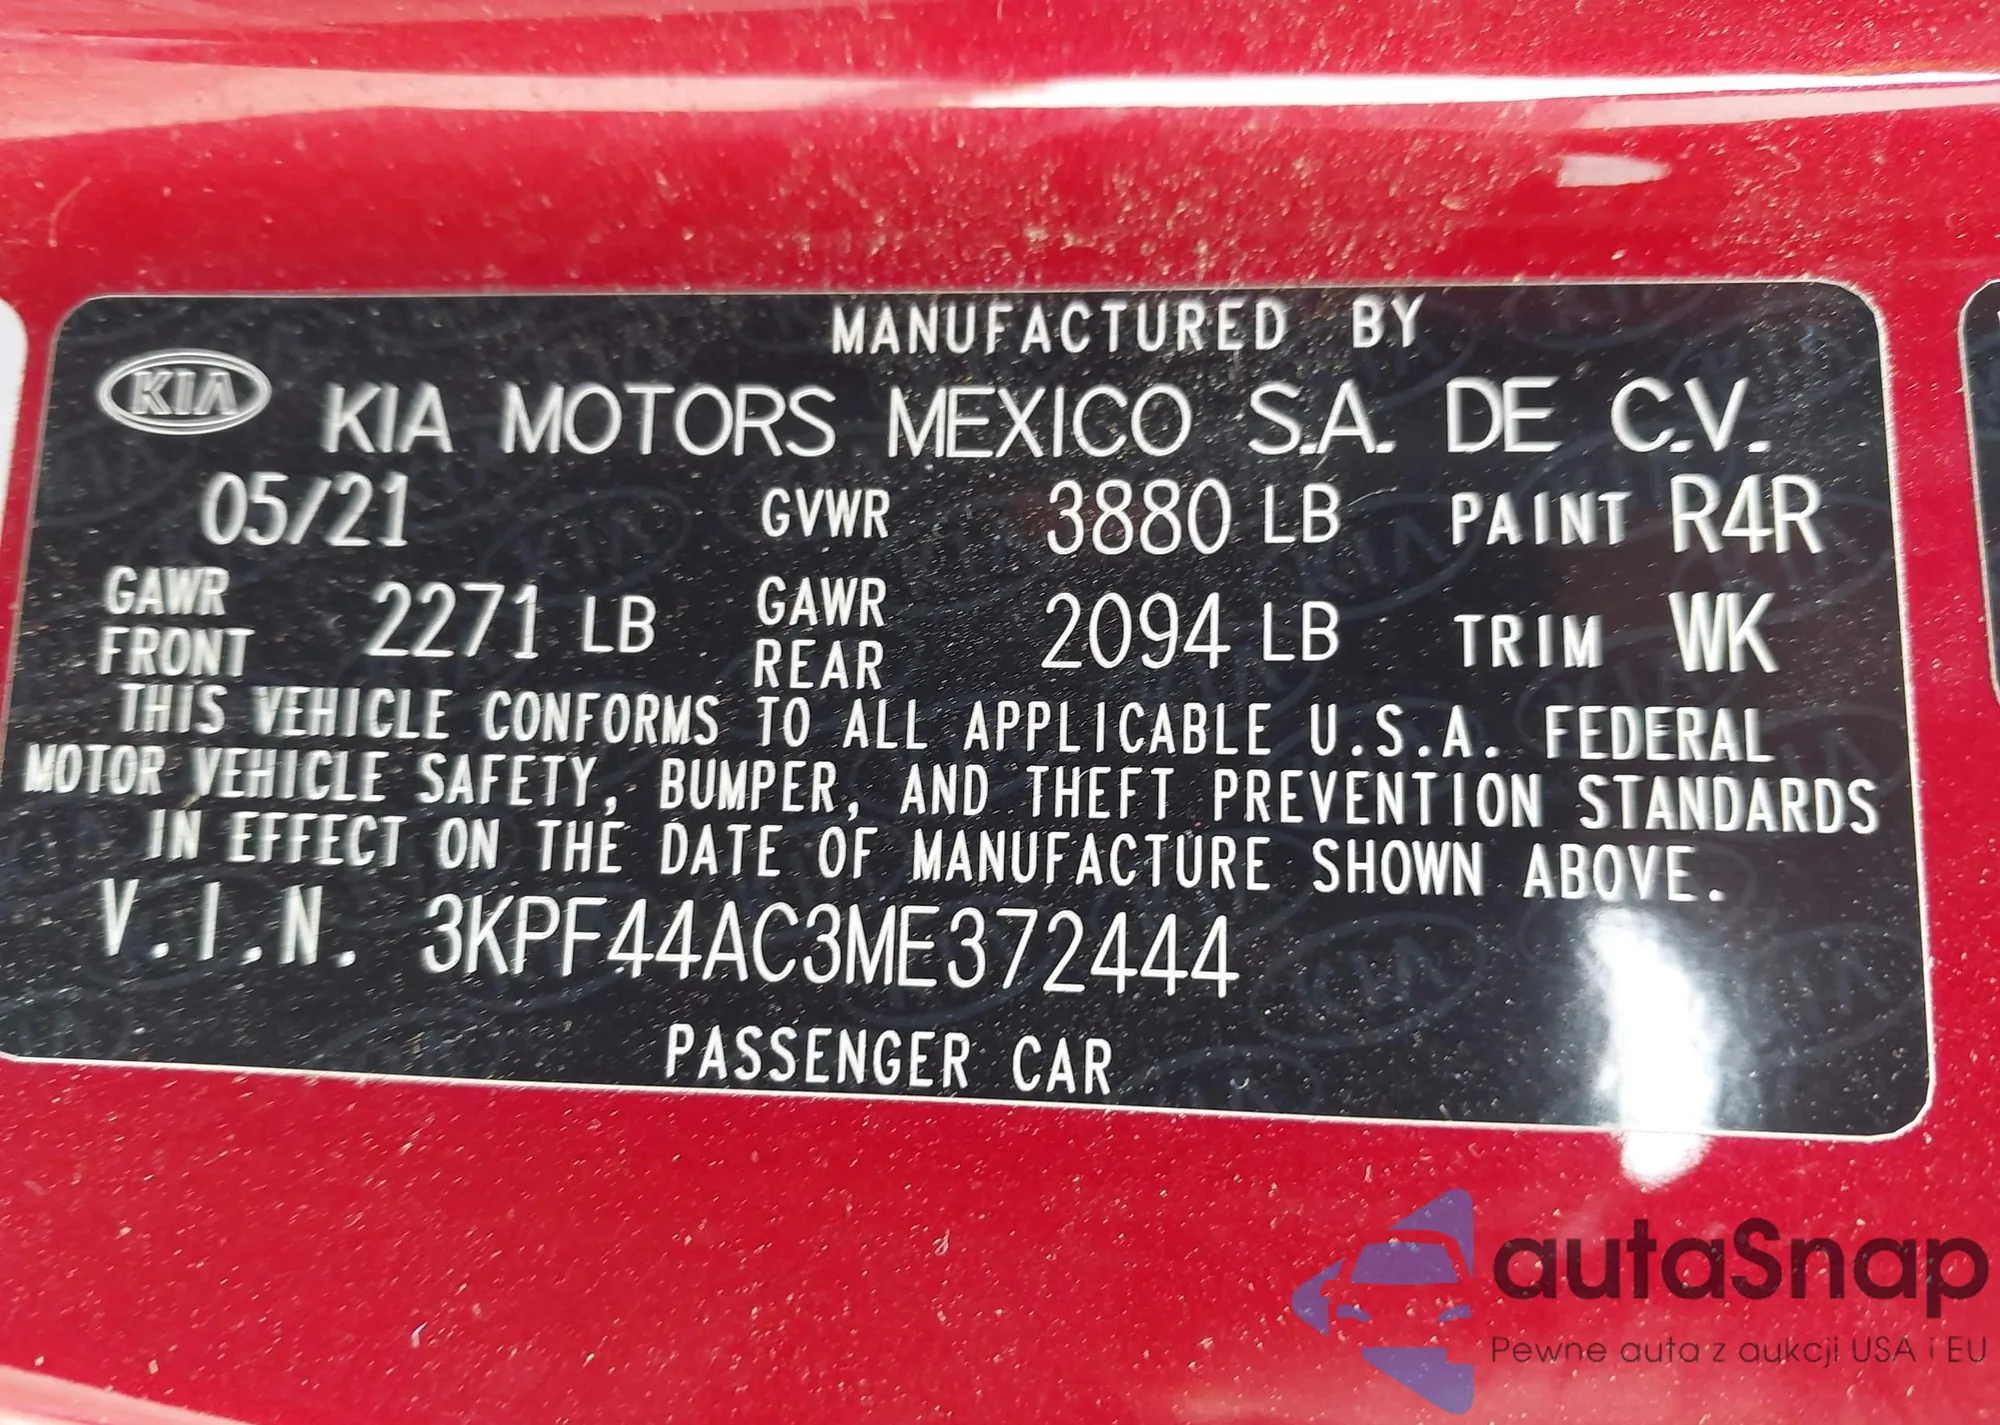 MANUFACTURED BY
KIA KIA MOTORS MEXICO S.A. DE C.V.
05/21 GVWR 3880 LB PAINT R4R
GAWR FRONT 2271 LB GAWR REAR 2094 LB TRIM WK
THIS VEHICLE CONFORMS TO ALL APPLICABLE U.S.A. FEDERAL
MOTOR VEHICLE SAFETY, BUMPER, AND THEFT PREVENTION STANDARDS
IN EFFECT ON THE DATE OF MANUFACTURE SHOWN ABOVE.
V.I.N. 3KPF44AC3ME372444
PASSENGER CAR
autaSnap
Pewne auta z aukcji USA i EU